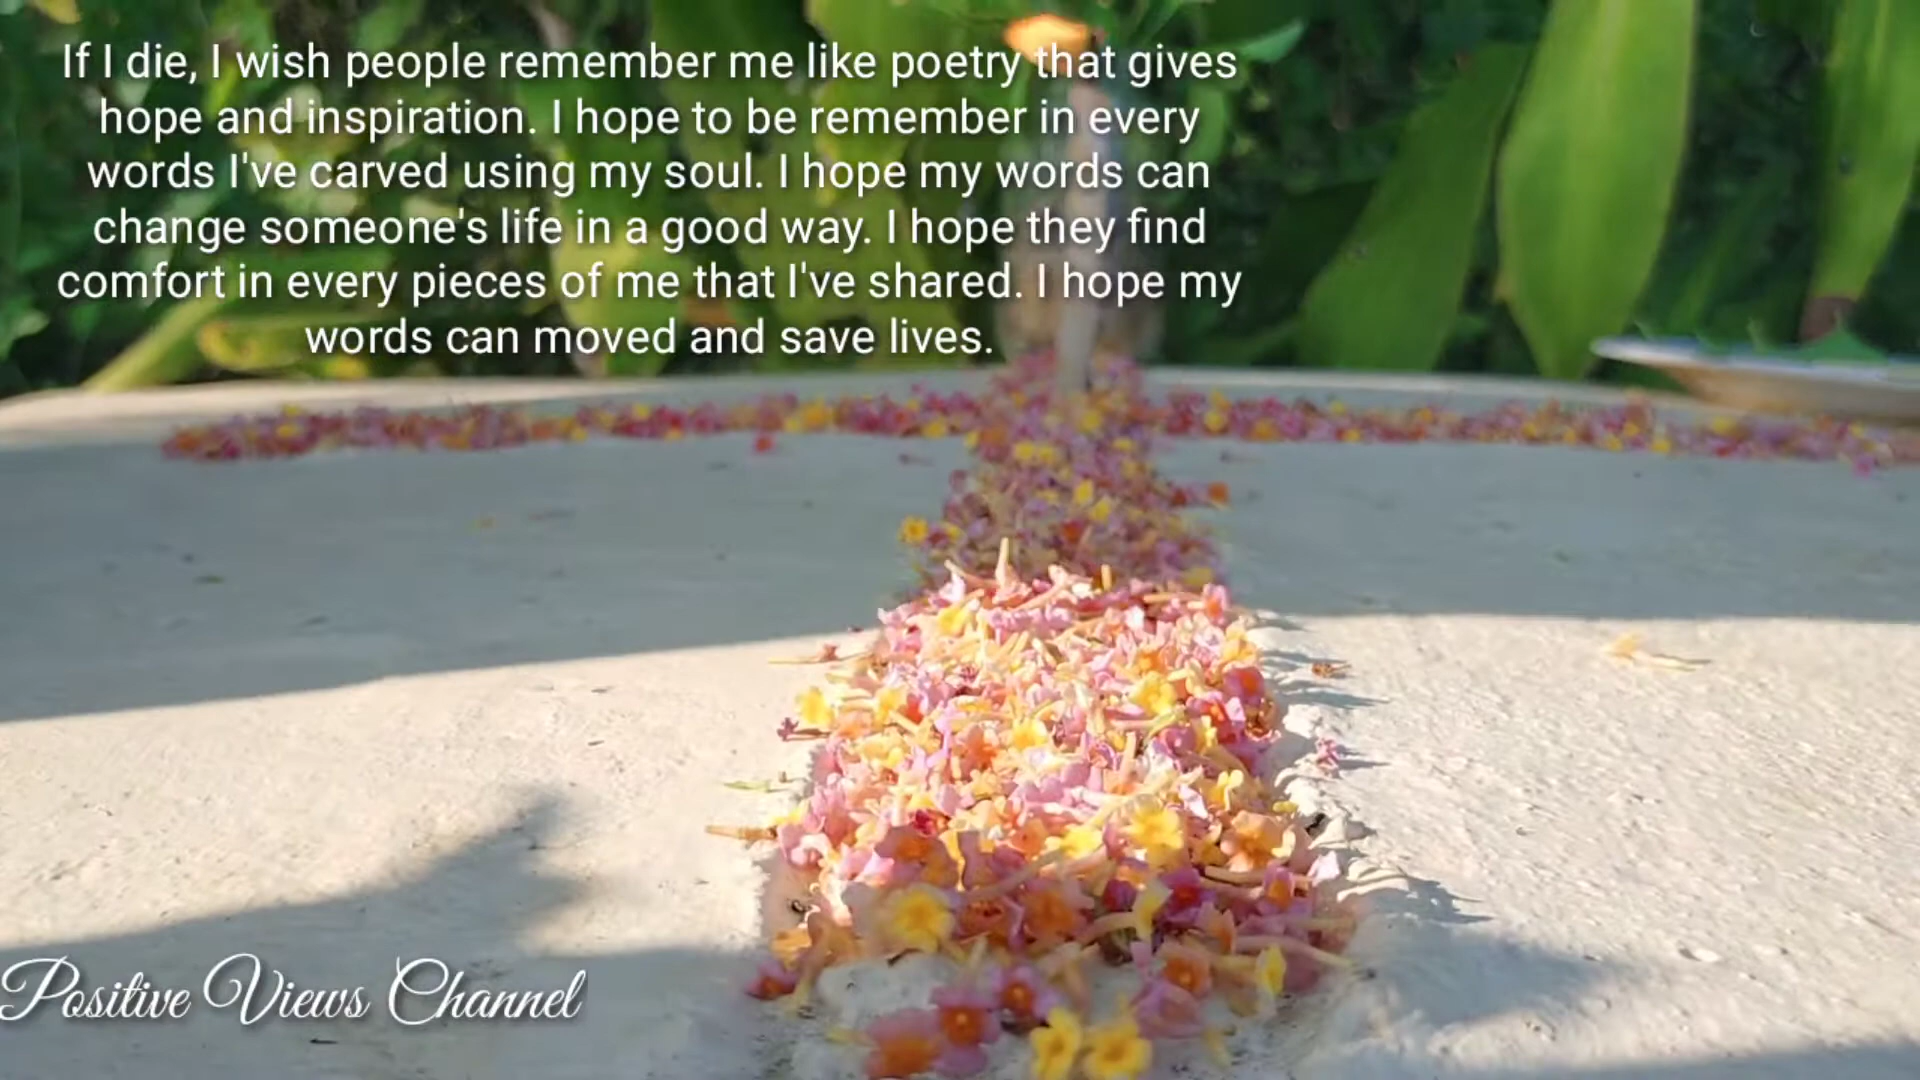 If I die, I wish people remember me like poetry that gives
hope and inspiration. I hope to be remember in every
words I've carved using my soul. I hope my words can
change someone's life in a good way. I hope they find
comfort in every pieces of me that I've shared. I hope my
words can moved and save lives.
Positive Views Channel